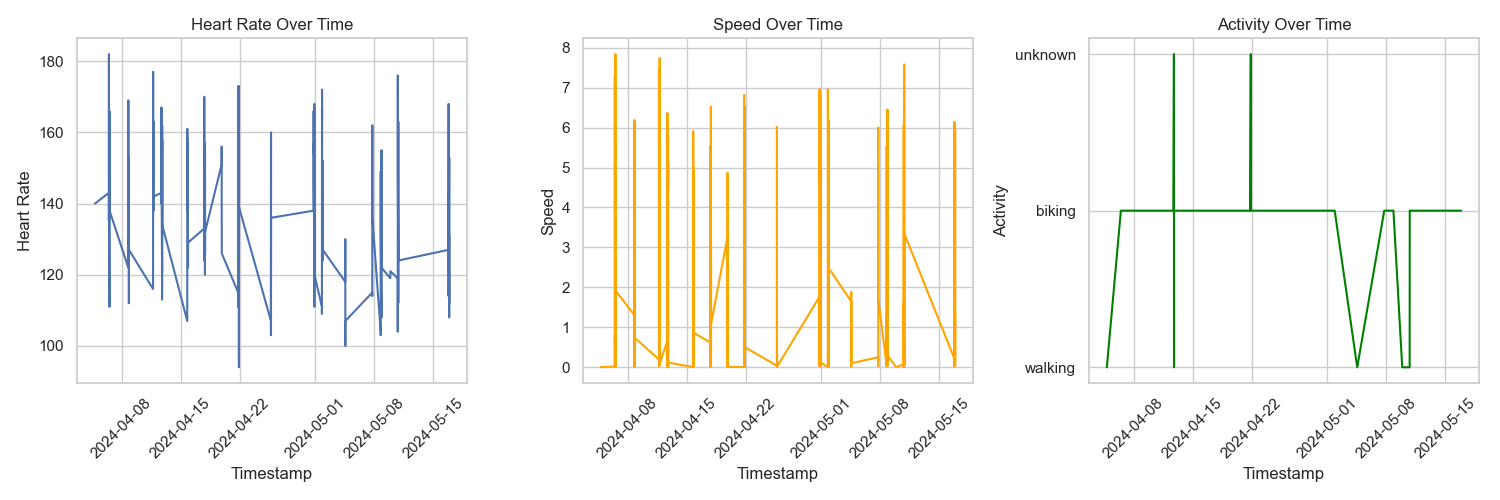 Heart Rate Over Time
Heart Rate
180
160
140
120
100
2024-04-08
2024-04-15
2024-04-22
2024-05-01
2024-05-08
2024-05-15
Timestamp
Speed Over Time
Speed
8
7
6
5
4
3
2
1
0
2024-04-08
2024-04-15
2024-04-22
2024-05-01
2024-05-08
2024-05-15
Timestamp
Activity Over Time
Activity
unknown
biking
walking
2024-04-08
2024-04-15
2024-04-22
2024-05-01
2024-05-08
2024-05-15
Timestamp